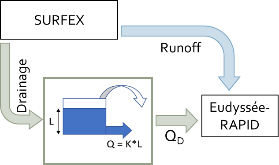 SURFEX
Runoff
Drainage
L
Q = K*L
QD
Eudyssée-
RAPID